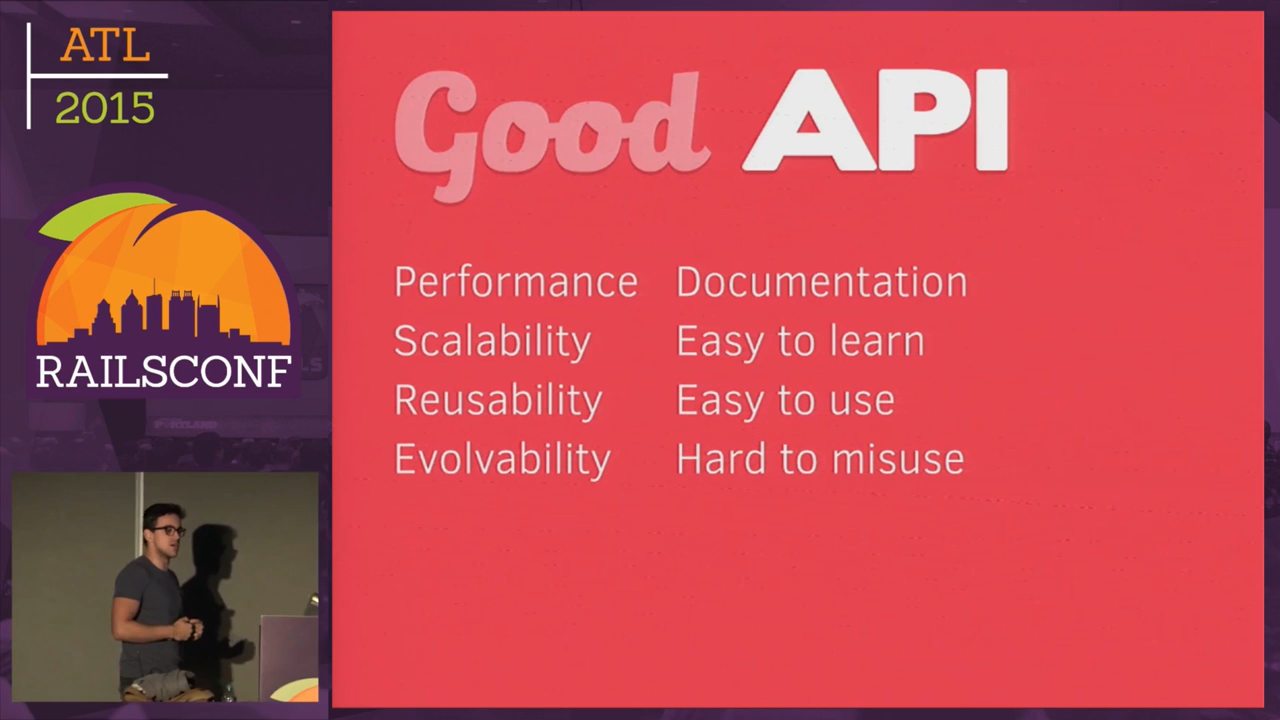 ATL
2015
RAILSCONF
Good API
Performance
Scalability
Reusability
Evolvability
Documentation
Easy to learn
Easy to use
Hard to misuse